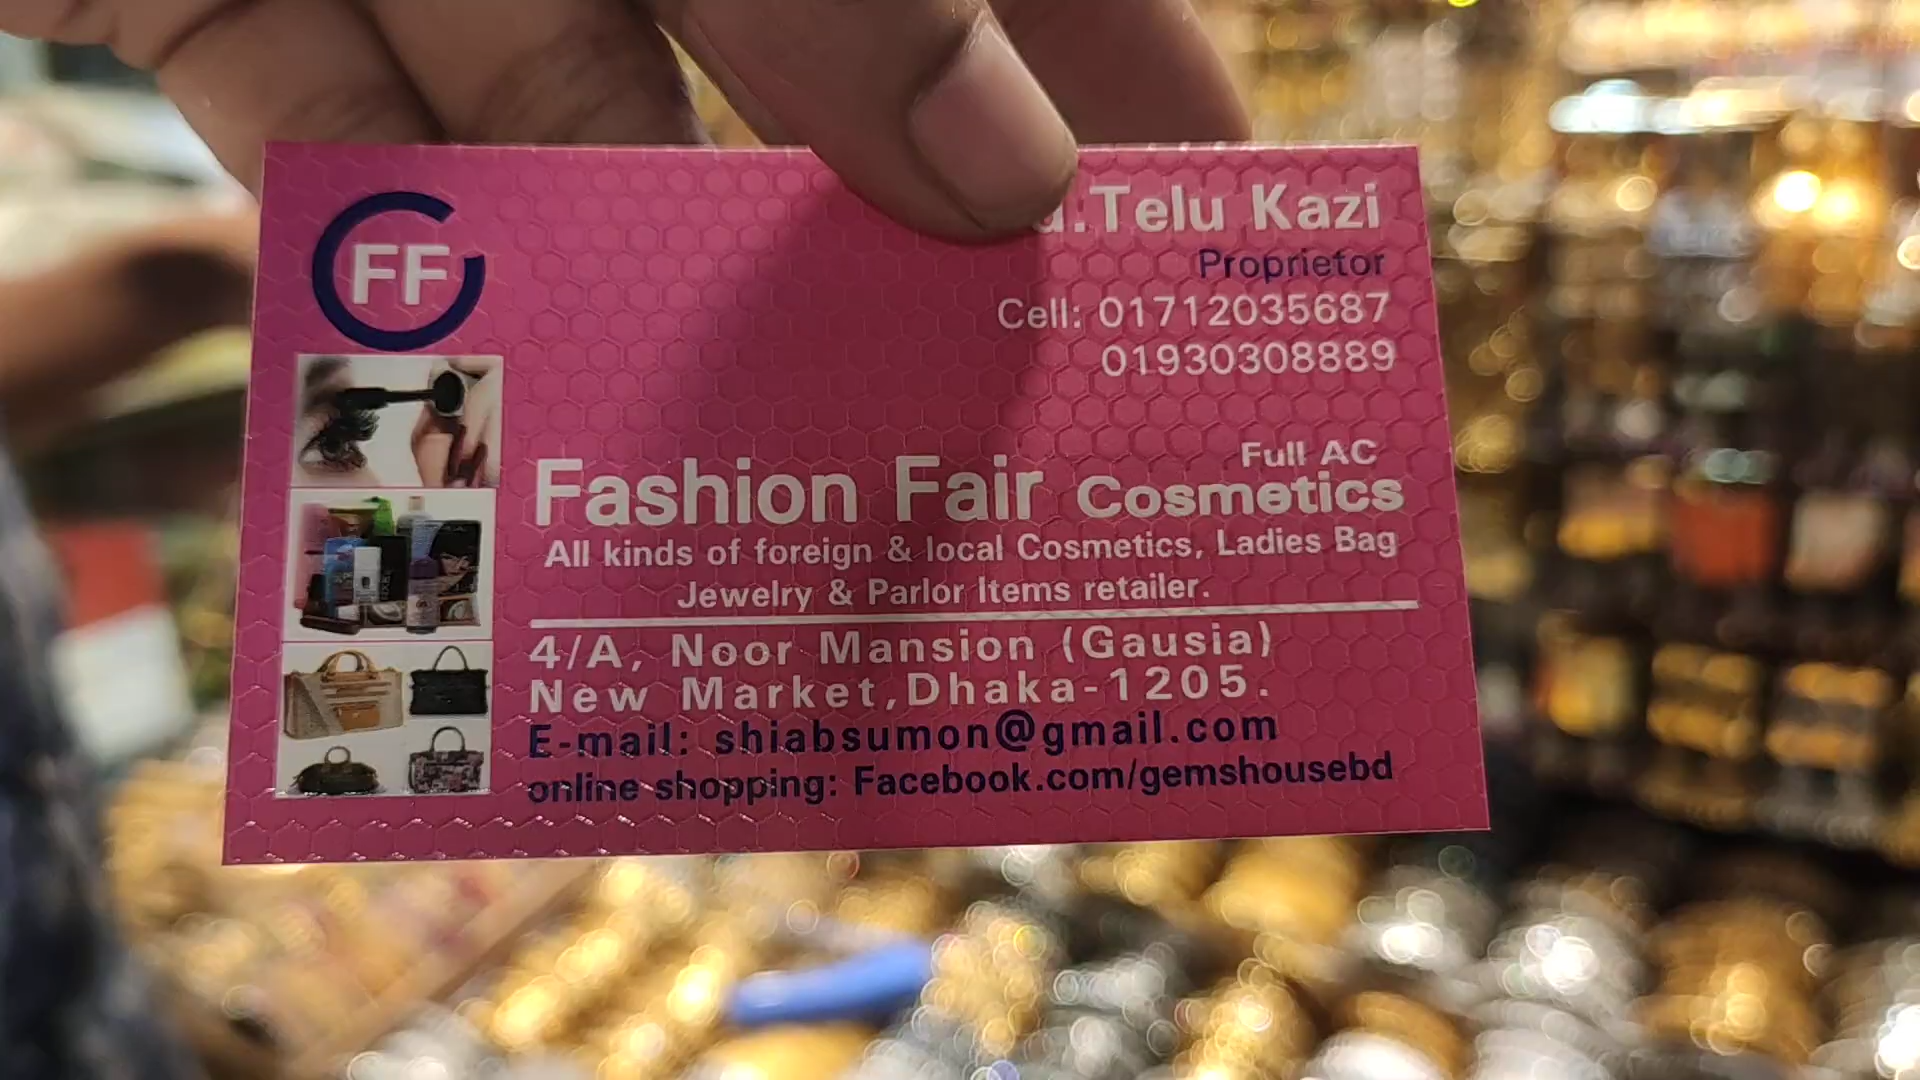 FF
Telu Kazi
Proprietor
Cell: 01712035687
01930308889
Full AC
Fashion Fair Cosmetics
All kinds of foreign & local Cosmetics, Ladies Bag
Jewelry & Parlor Items retailer.
4/A, Noor Mansion (Gausia)
New Market,Dhaka-1205.
E-mail: shiabsumon@gmail.com
online shopping: Facebook.com/gemshousebd